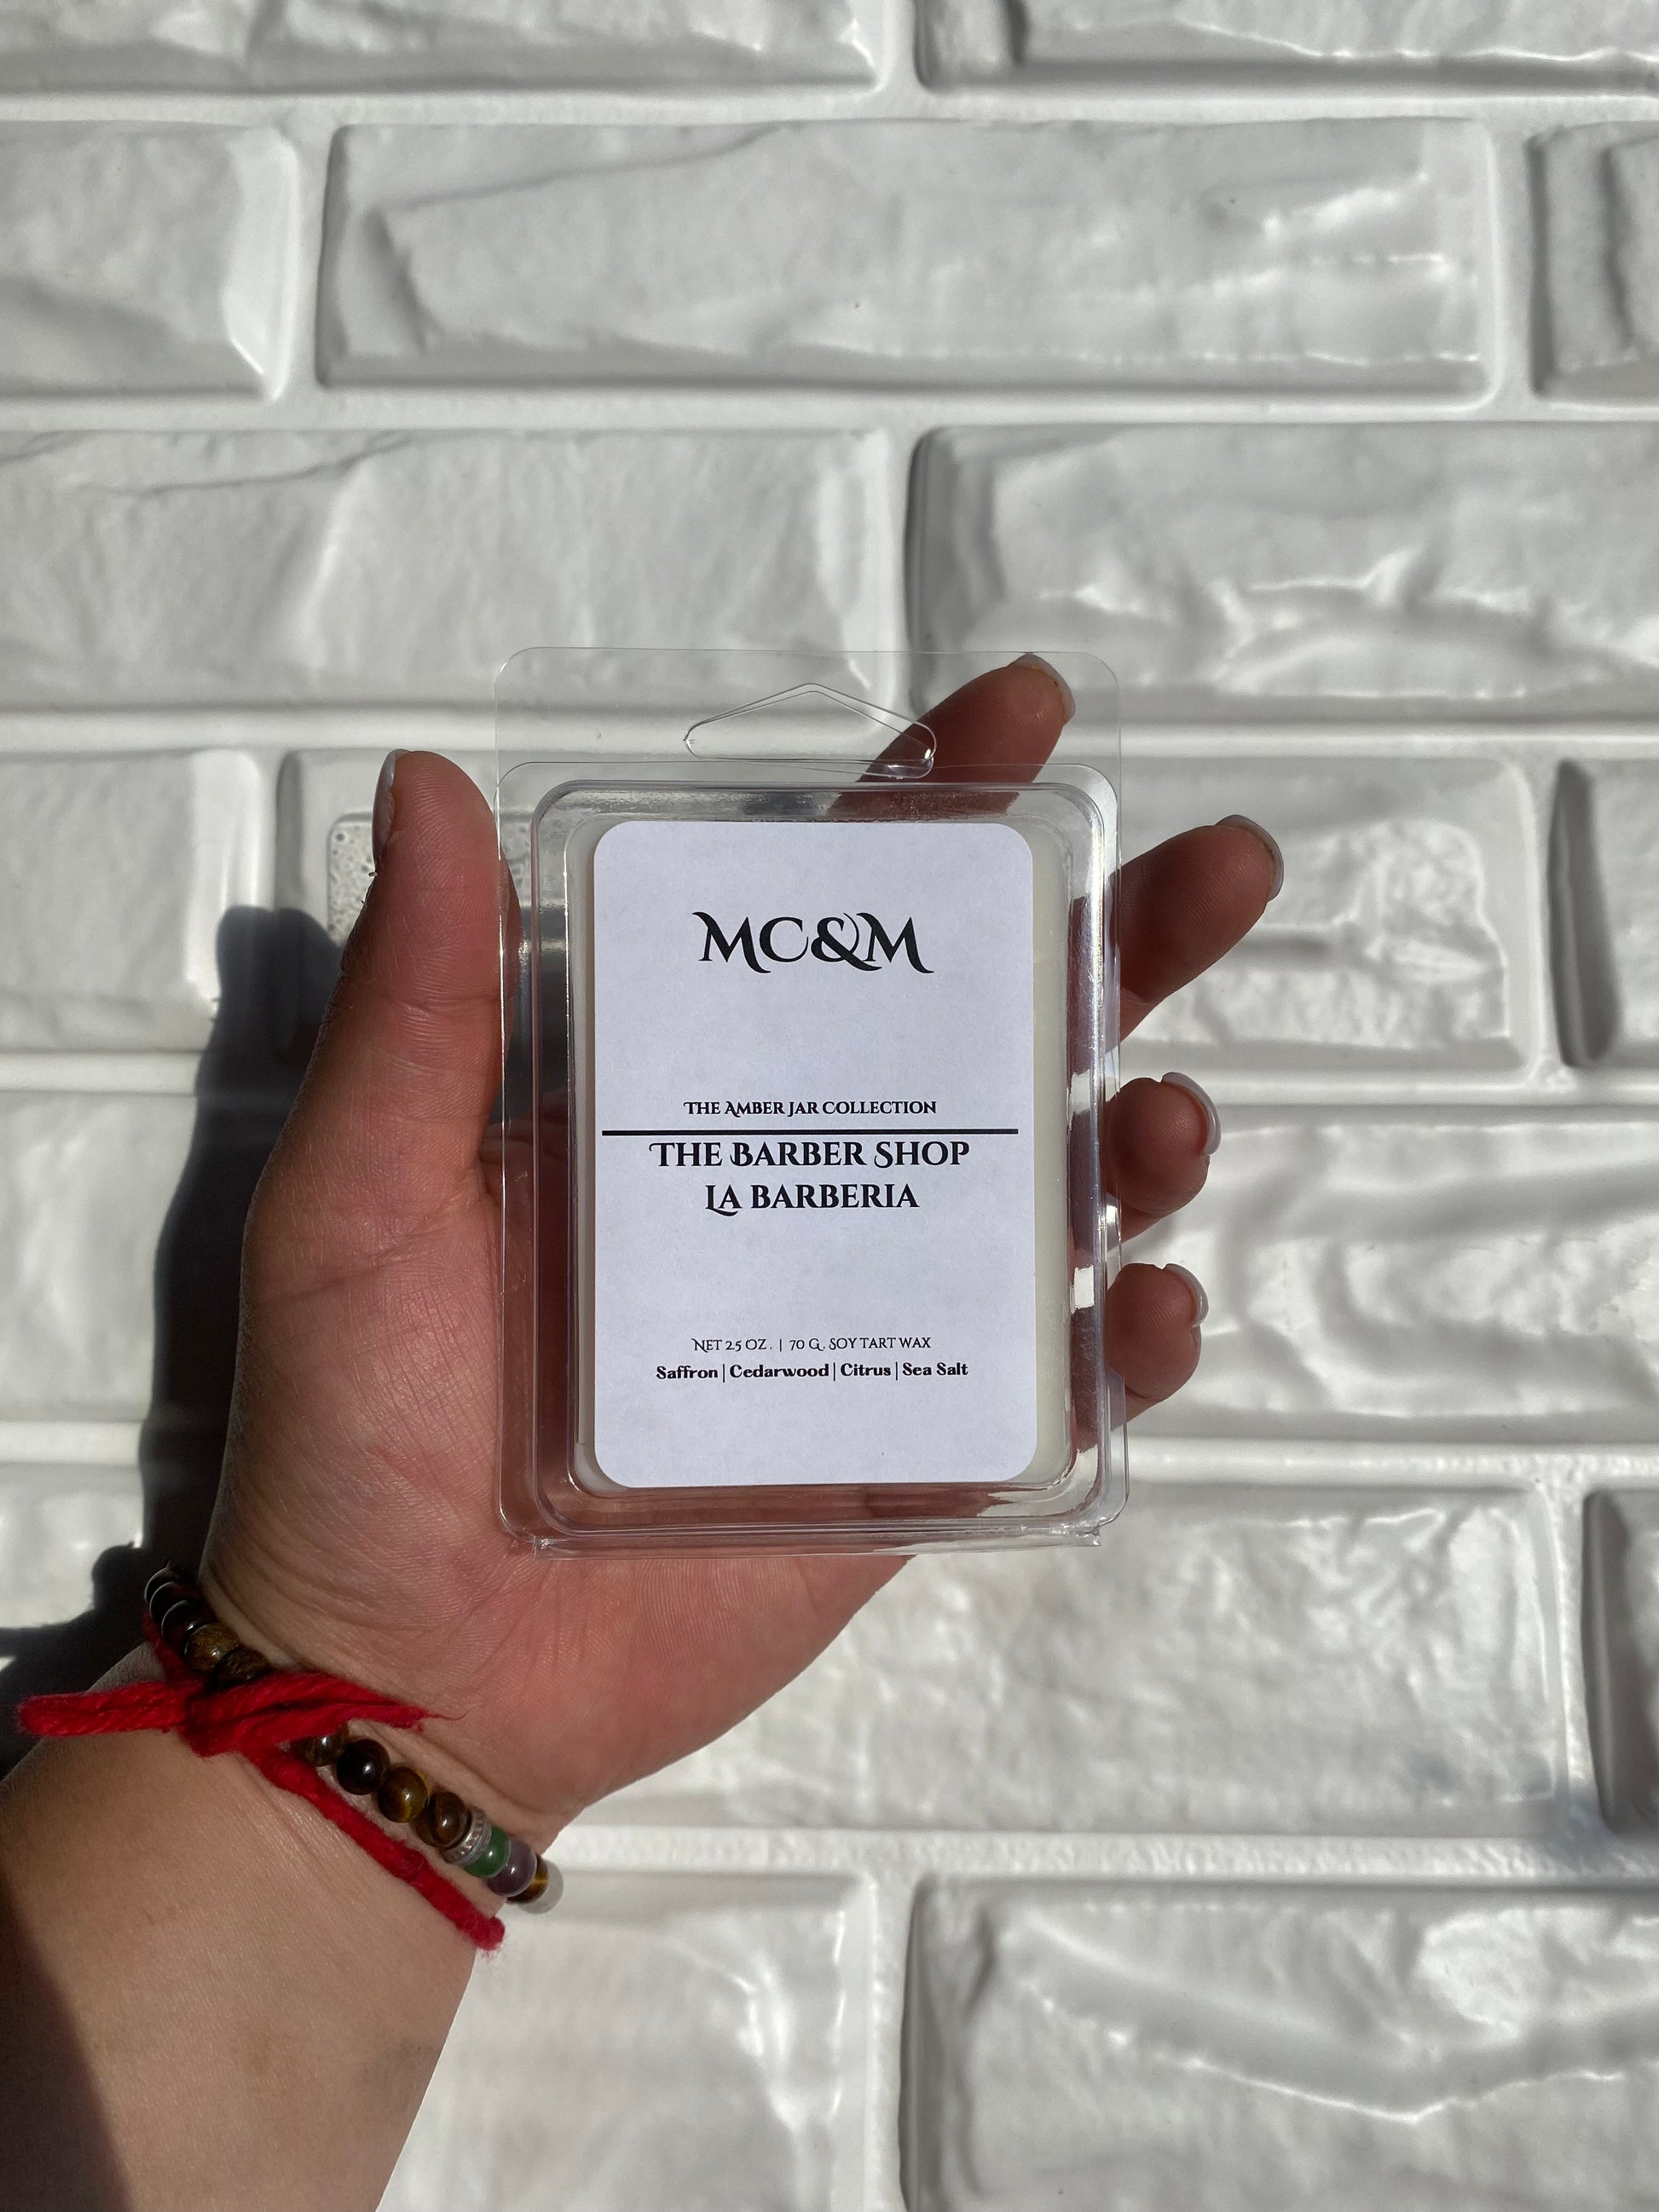 MC&M
THE AMBER JAR COLLECTION
THE BARBER SHOP
LA BARBERIA
NET 2.5 OZ. | 70 G. SOY TART WAX
Saffron | Cedarwood | Citrus | Sea Salt